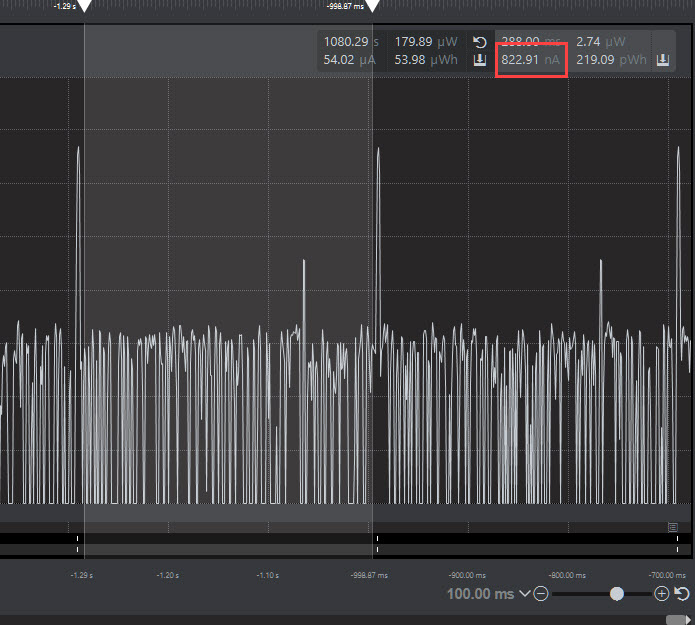 -1.29 s -998.87 ms
1080.29 s 179.89 µW 288.00 ms 2.74 µW
54.02 µA 53.98 µWh 822.91 nA 219.09 pWh
-1.29 s -1.20 s -1.10 s -998.87 ms -900.00 ms -800.00 ms -700.00 ms
100.00 ms